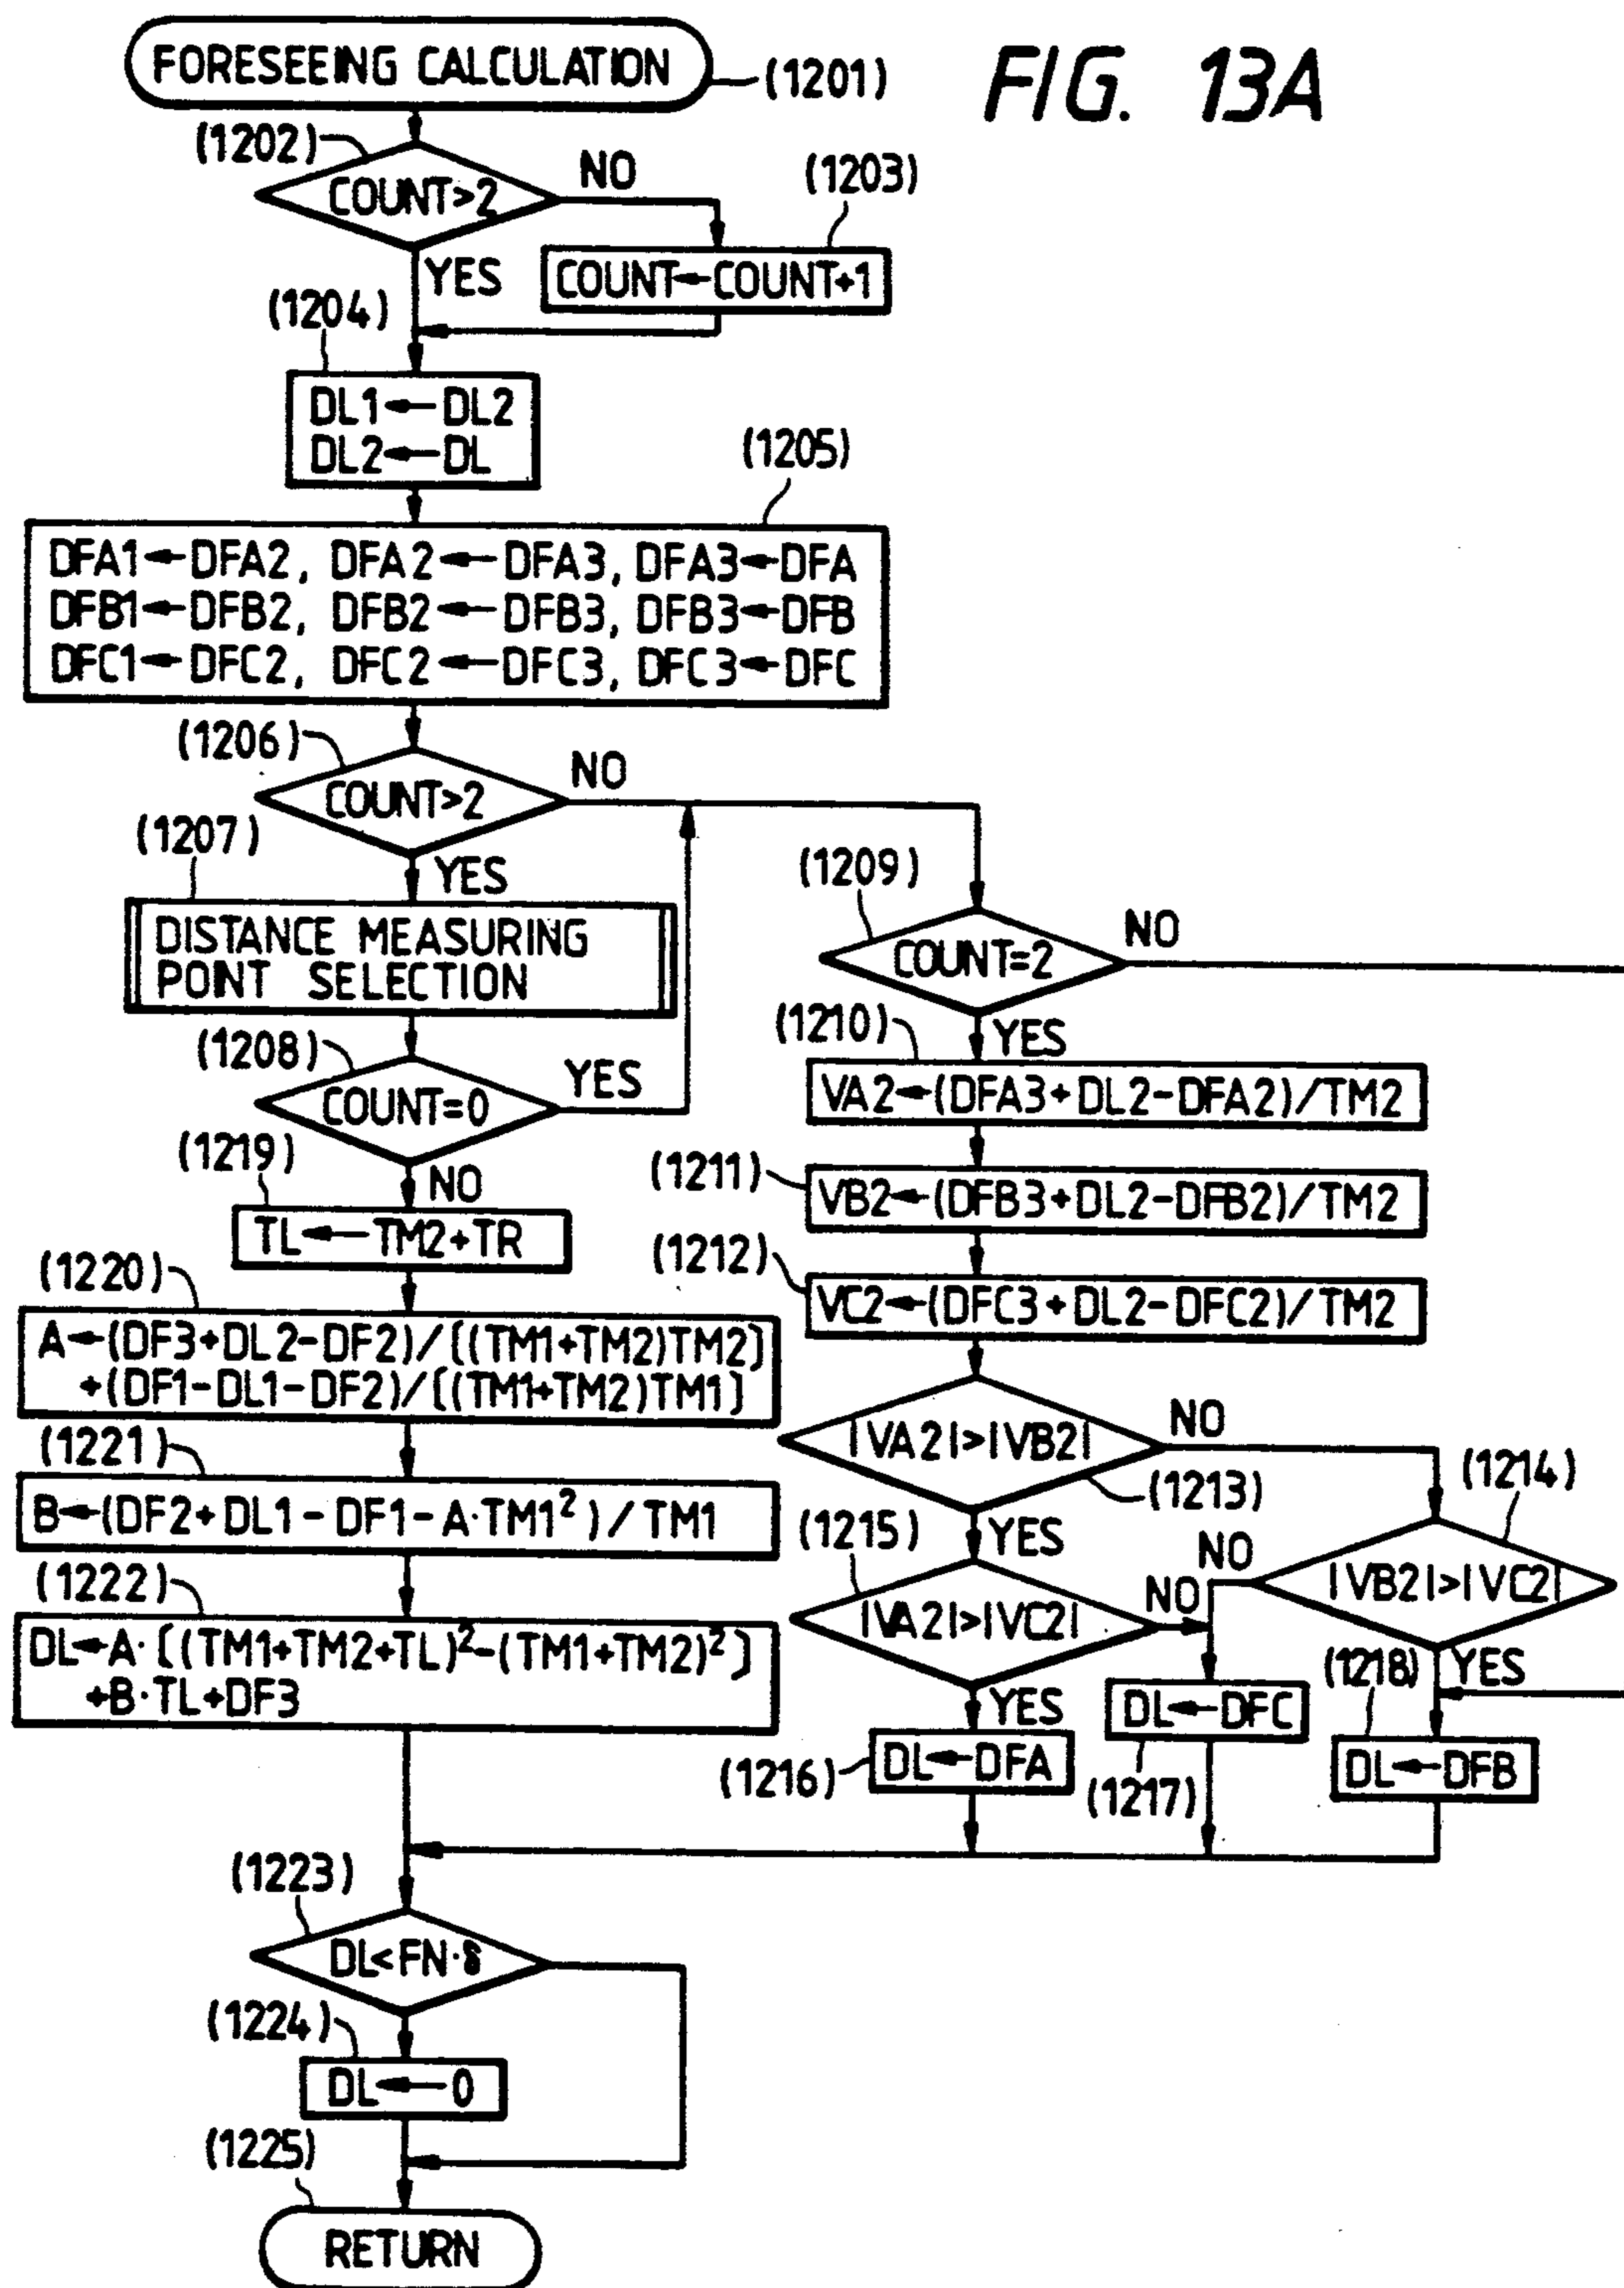 FORESEEING CALCULATION
(1201)
FIG. 13A
(1202)
COUNT>2
NO
(1203)
YES
COUNT←COUNT+1
(1204)
DL1←DL2
DL2←DL
(1205)
DFA1←DFA2, DFA2←DFA3, DFA3←DFA
DFB1←DFB2, DFB2←DFB3, DFB3←DFB
DFC1←DFC2, DFC2←DFC3, DFC3←DFC
(1206)
COUNT>2
NO
(1207)
YES
DISTANCE MEASURING
POINT SELECTION
(1208)
COUNT=0
YES
(1219)
NO
TL←TM2+TR
(1220)
A←(DF3+DL2-DF2)/[(TM1+TM2)TM2]
+(DF1-DL1-DF2)/[(TM1+TM2)TM1]
(1221)
B←(DF2+DL1-DF1-A·TM1²)/TM1
(1222)
DL←A·[(TM1+TM2+TL)²-(TM1+TM2)²]
+B·TL+DF3
(1209)
COUNT=2
NO
(1210)
YES
VA2←(DFA3+DL2-DFA2)/TM2
(1211)
VB2←(DFB3+DL2-DFB2)/TM2
(1212)
VC2←(DFC3+DL2-DFC2)/TM2
|VA2|>|VB2|
NO
(1213)
(1214)
(1215)
YES
NO
|VB2|>|VC2|
|VA2|>|VC2|
NO
(1218)
YES
YES
DL←DFC
(1216)
DL←DFA
(1217)
DL←DFB
(1223)
DL<FN·δ
(1224)
DL←0
(1225)
RETURN